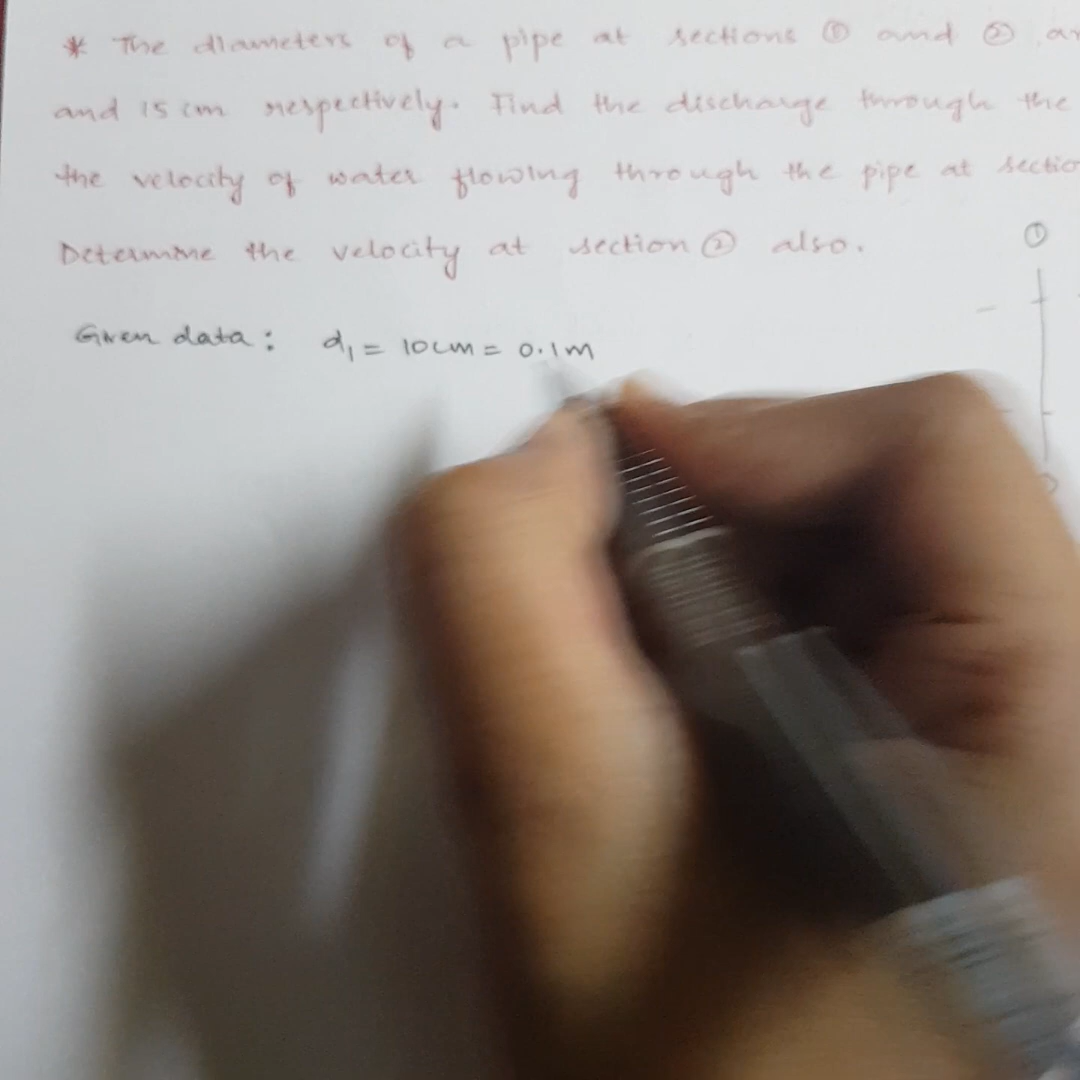 * The diameters of a pipe at sections ① and ②
and 15 cm respectively. Find the discharge through the
the velocity of water flowing through the pipe at
Determine the velocity at section ② also.
①
Given data : d₁ = 10cm = 0.1m